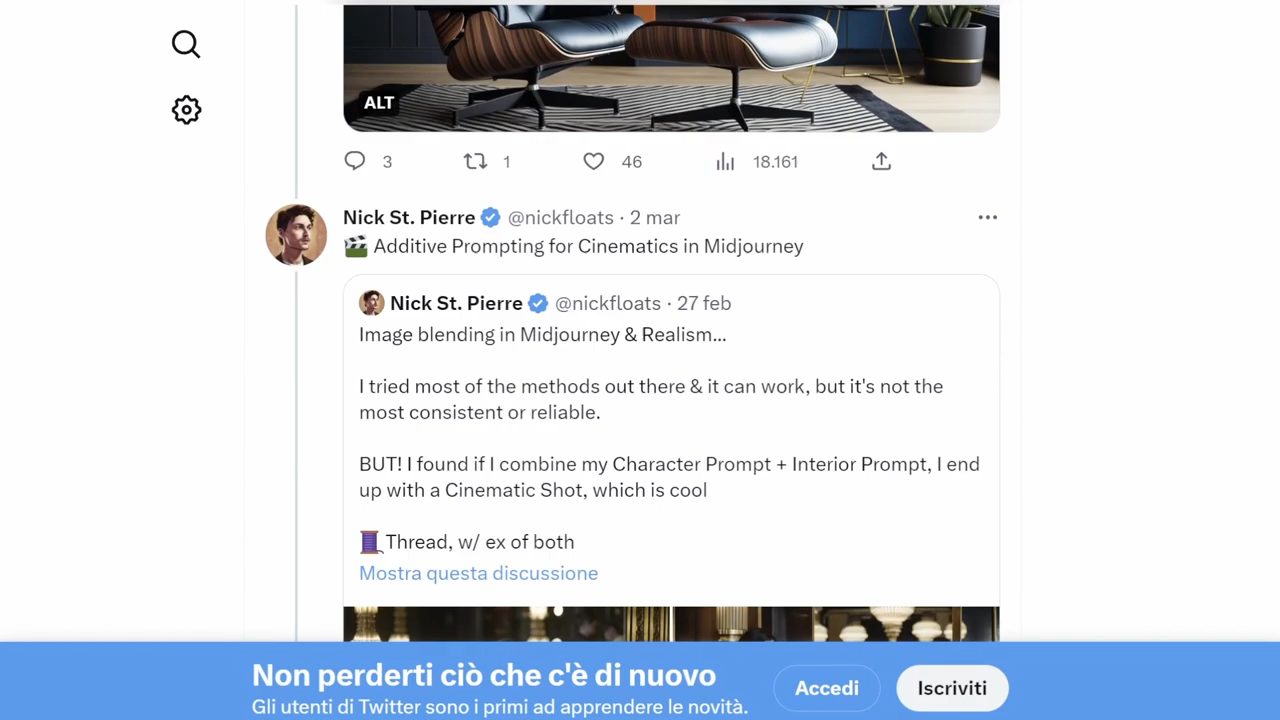 ALT
3 1 46 18.161
Nick St. Pierre @nickfloats · 2 mar
🎬 Additive Prompting for Cinematics in Midjourney
Nick St. Pierre @nickfloats · 27 feb
Image blending in Midjourney & Realism...
I tried most of the methods out there & it can work, but it's not the
most consistent or reliable.
BUT! I found if I combine my Character Prompt + Interior Prompt, I end
up with a Cinematic Shot, which is cool
🧵Thread, w/ ex of both
Mostra questa discussione
Non perderti ciò che c'è di nuovo
Gli utenti di Twitter sono i primi ad apprendere le novità.
Accedi
Iscriviti